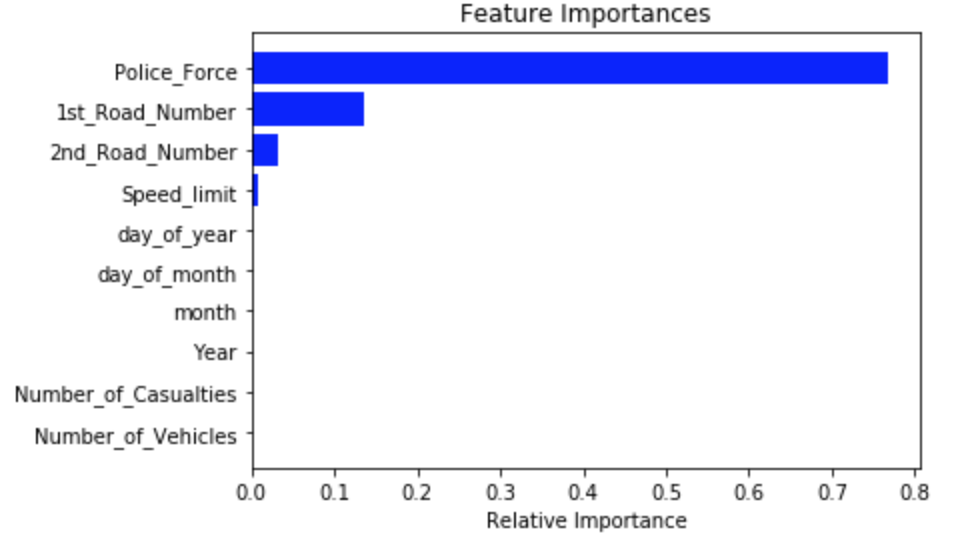 Feature Importances
Police_Force
1st_Road_Number
2nd_Road_Number
Speed_limit
day_of_year
day_of_month
month
Year
Number_of_Casualties
Number_of_Vehicles
0.0 0.1 0.2 0.3 0.4 0.5 0.6 0.7 0.8
Relative Importance